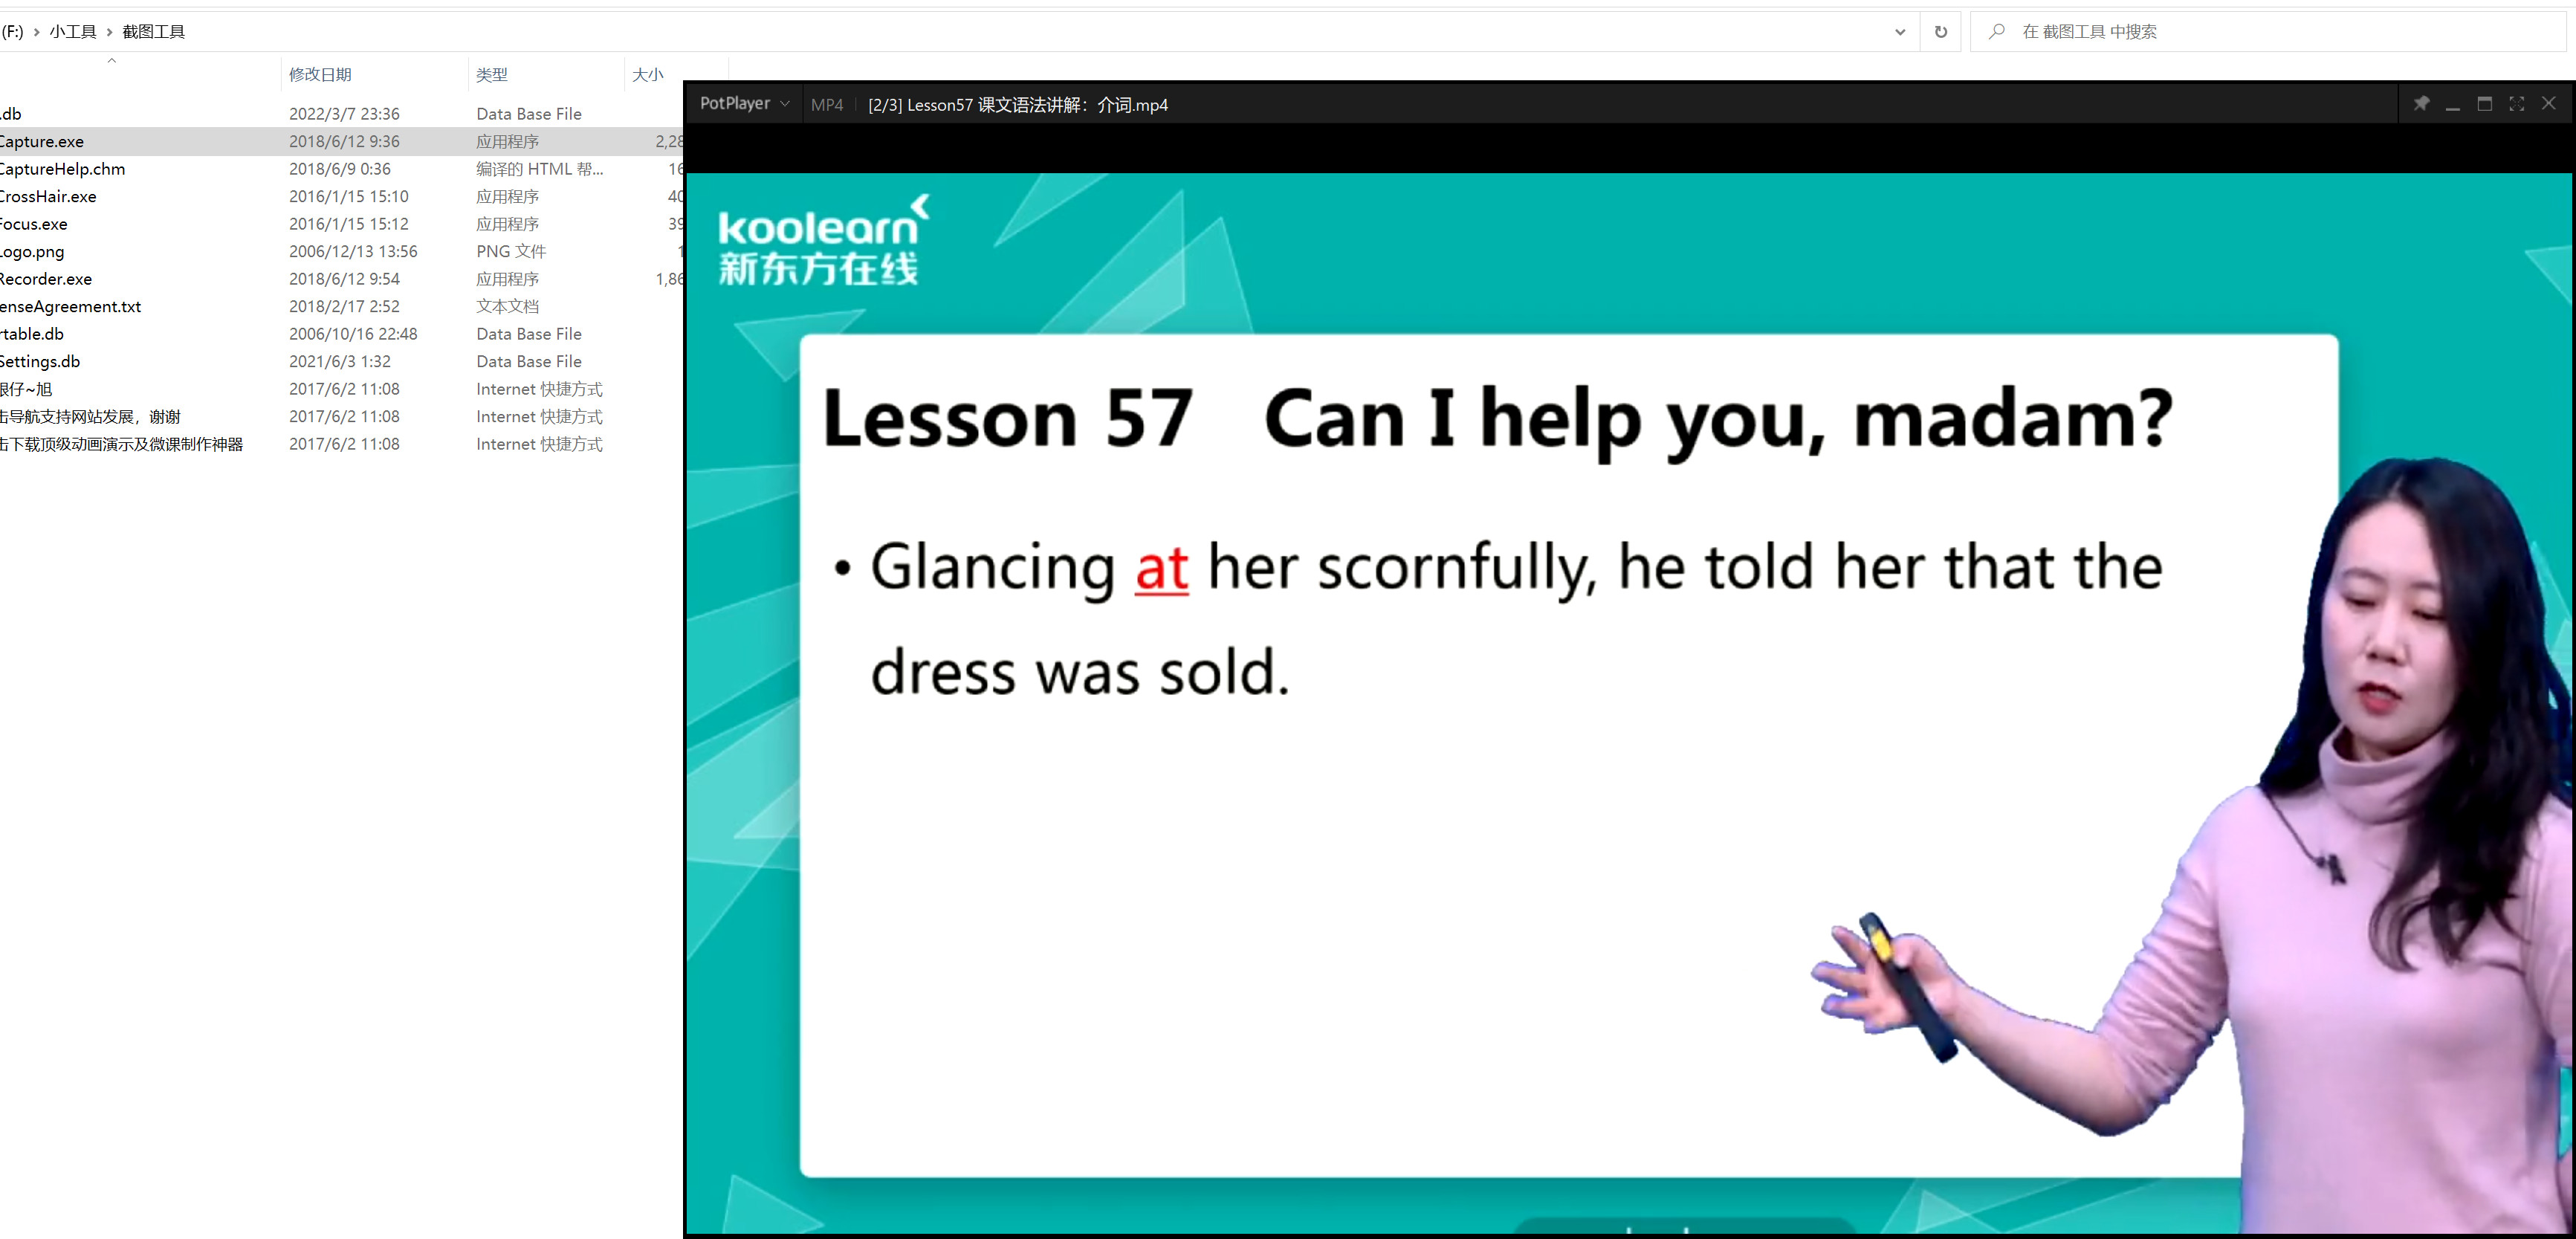 (F:) › 小工具 › 截图工具
在 截图工具 中搜索
修改日期 类型 大小
.db 2022/3/7 23:36 Data Base File
Capture.exe 2018/6/12 9:36 应用程序 2,28
CaptureHelp.chm 2018/6/9 0:36 编译的 HTML 帮... 16
CrossHair.exe 2016/1/15 15:10 应用程序 40
Focus.exe 2016/1/15 15:12 应用程序 39
Logo.png 2006/12/13 13:56 PNG 文件 1
Recorder.exe 2018/6/12 9:54 应用程序 1,86
enseAgreement.txt 2018/2/17 2:52 文本文档
rtable.db 2006/10/16 22:48 Data Base File
Settings.db 2021/6/3 1:32 Data Base File
仔~旭 2017/6/2 11:08 Internet 快捷方式
击导航支持网站发展，谢谢 2017/6/2 11:08 Internet 快捷方式
击下载顶级动画演示及微课制作神器 2017/6/2 11:08 Internet 快捷方式
PotPlayer MP4 [2/3] Lesson57 课文语法讲解：介词.mp4
koolearn
新东方在线
Lesson 57 Can I help you, madam?
• Glancing at her scornfully, he told her that the
dress was sold.